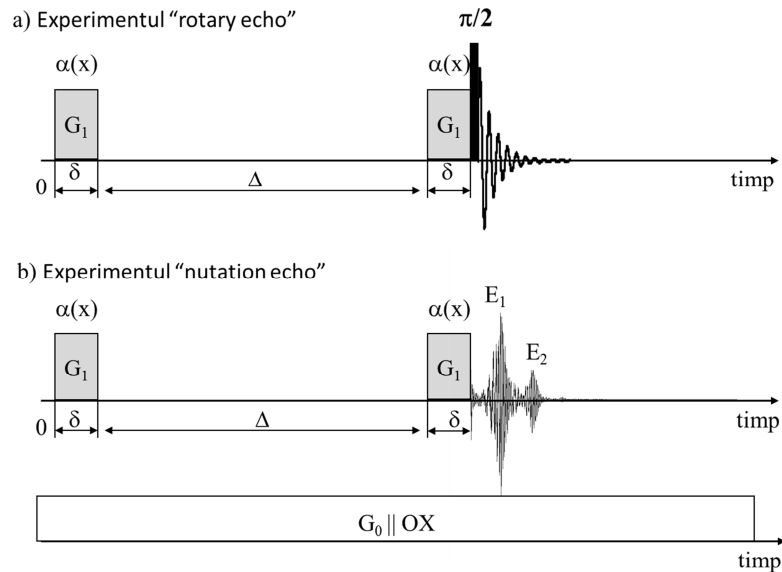 a) Experimentul “rotary echo”
π/2
α(x)
α(x)
G₁
G₁
0
δ
Δ
δ
timp
b) Experimentul “nutation echo”
α(x)
α(x)
E₁
E₂
G₁
G₁
0
δ
Δ
δ
timp
G₀ || OX
timp